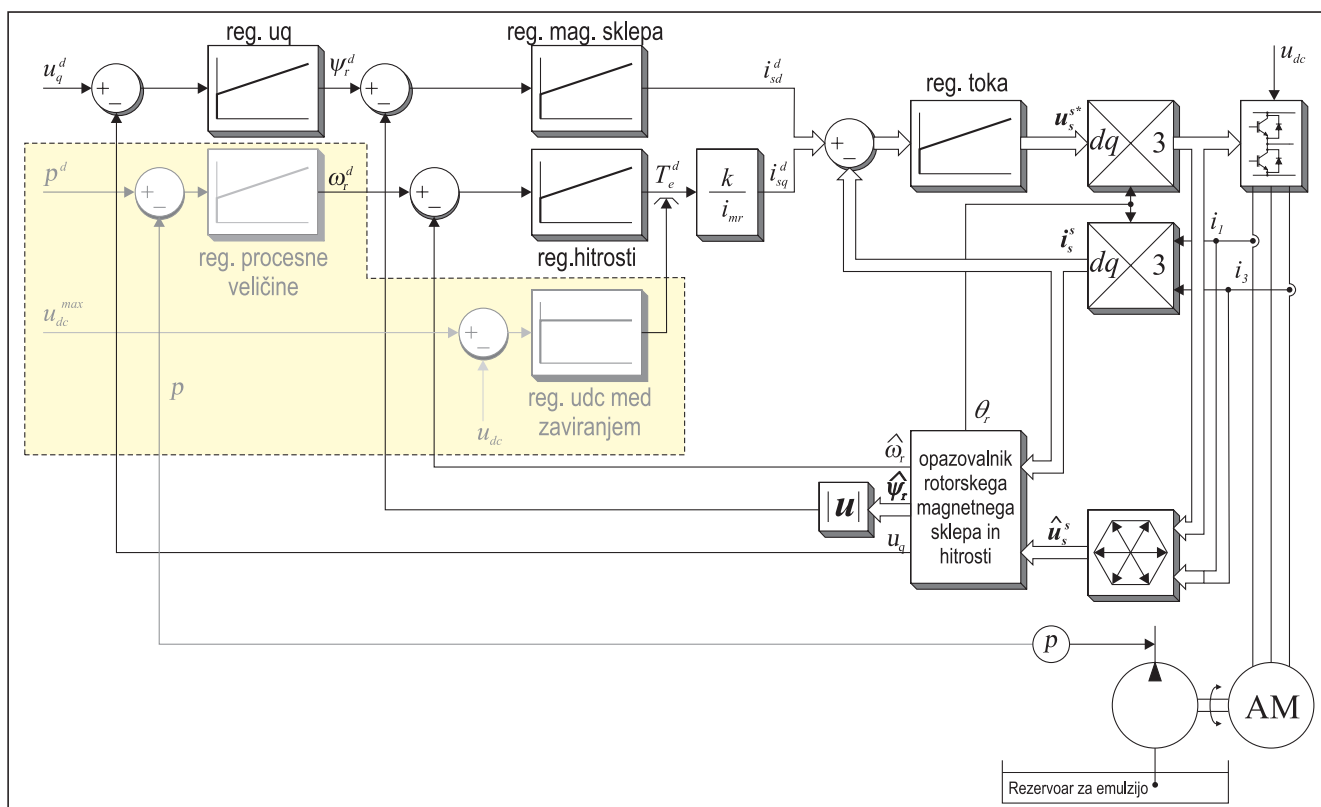 reg. uq
reg. mag. sklepa
u_q^d
ψ_r^d
i_sd^d
u_dc
reg. toka
+
−
+
−
u_s^s*
dq
3
p^d
+
−
ω_r^d
+
−
T_e^d
k
i_mr
i_sq^d
+
−
i_s^s
dq
3
i_1
i_3
reg. procesne
veličine
reg.hitrosti
u_dc^max
+
−
p
u_dc
reg. udc med
zaviranjem
θ_r
ω̂_r
ψ̂_r
|u|
u_q
opazovalnik
rotorskega
magnetnega
sklepa in
hitrosti
û_s^s
p
AM
Rezervoar za emulzijo